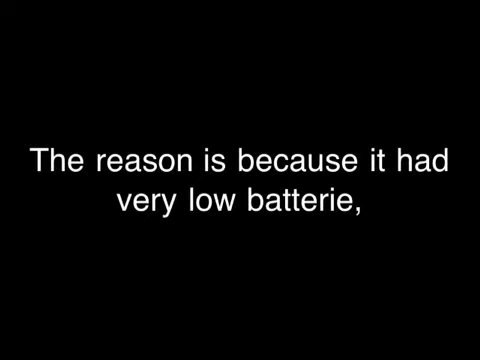 The reason is because it had
very low batterie,